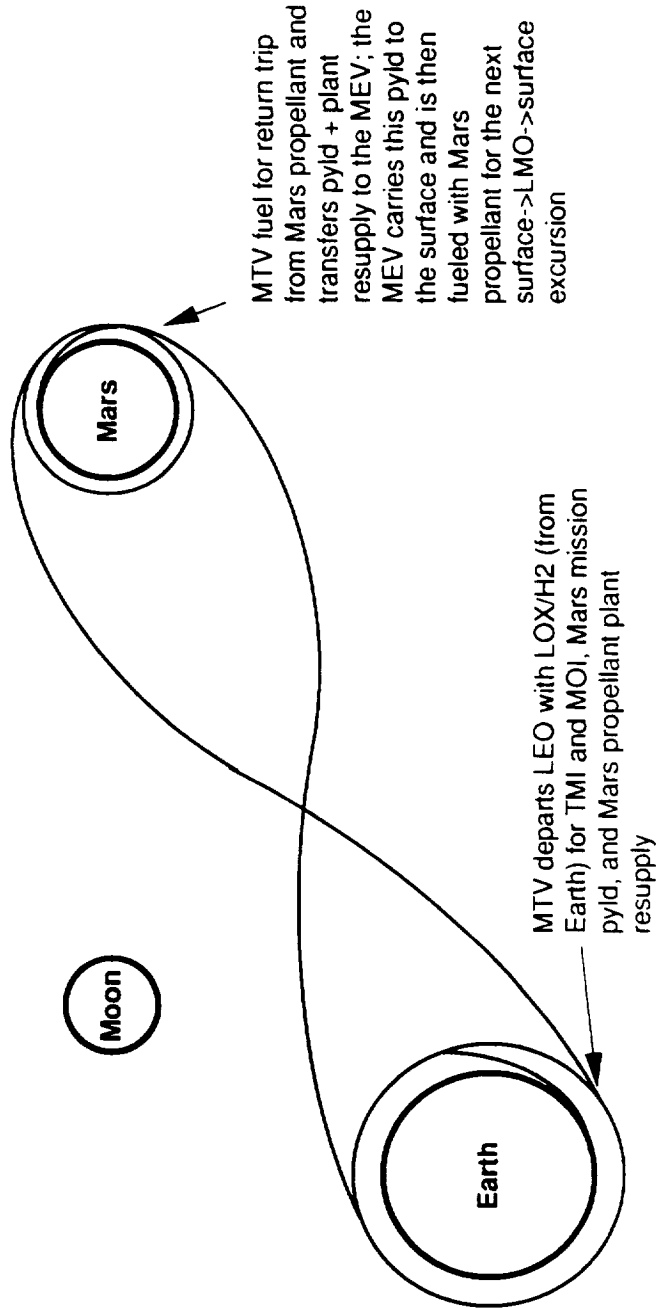 Moon
Mars
MTV fuel for return trip
from Mars propellant and
transfers pyld + plant
resupply to the MEV; the
MEV carries this pyld to
the surface and is then
fueled with Mars
propellant for the next
surface->LMO->surface
excursion
Earth
MTV departs LEO with LOX/H2 (from
Earth) for TMI and MOI, Mars mission
pyld, and Mars propellant plant
resupply